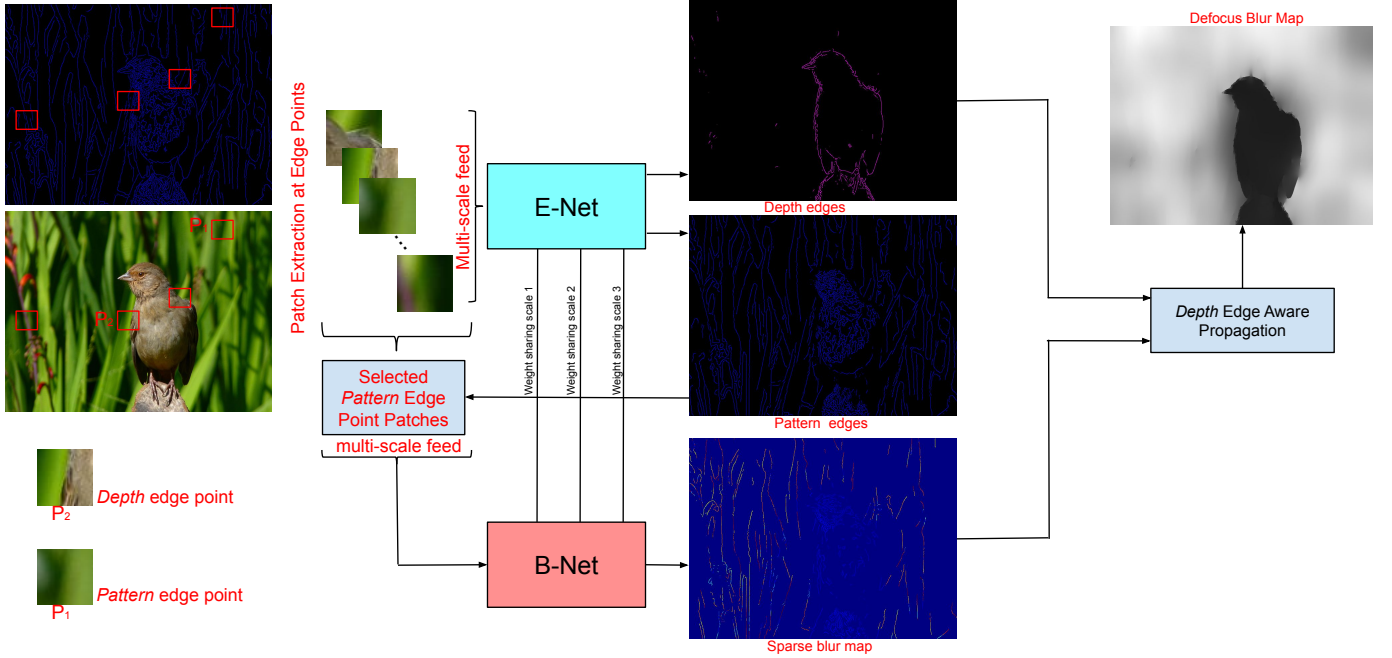 Defocus Blur Map
Patch Extraction at Edge Points
Multi-scale feed
E-Net
Depth edges
P1
P2
Weight sharing scale 1
Weight sharing scale 2
Weight sharing scale 3
Depth Edge Aware
Propagation
Selected
Pattern Edge
Point Patches
Pattern edges
multi-scale feed
Depth edge point
P2
B-Net
Pattern edge point
P1
Sparse blur map